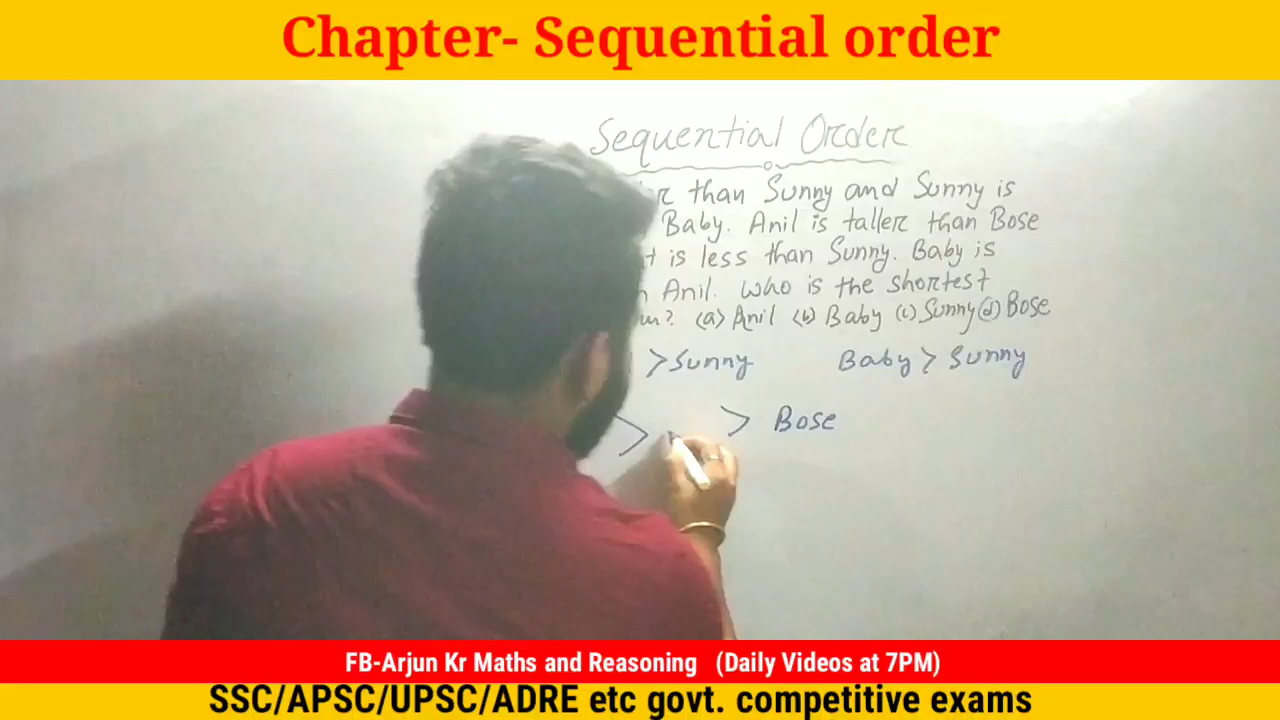 Chapter- Sequential order
Sequential Order
than Sunny and Sunny is
Baby. Anil is taller than Bose
is less than Sunny. Baby is
Anil. Who is the shortest
? (a) Anil (b) Baby (c) Sunny (d) Bose
>Sunny Baby > Sunny
> > Bose
FB-Arjun Kr Maths and Reasoning (Daily Videos at 7PM)
SSC/APSC/UPSC/ADRE etc govt. competitive exams